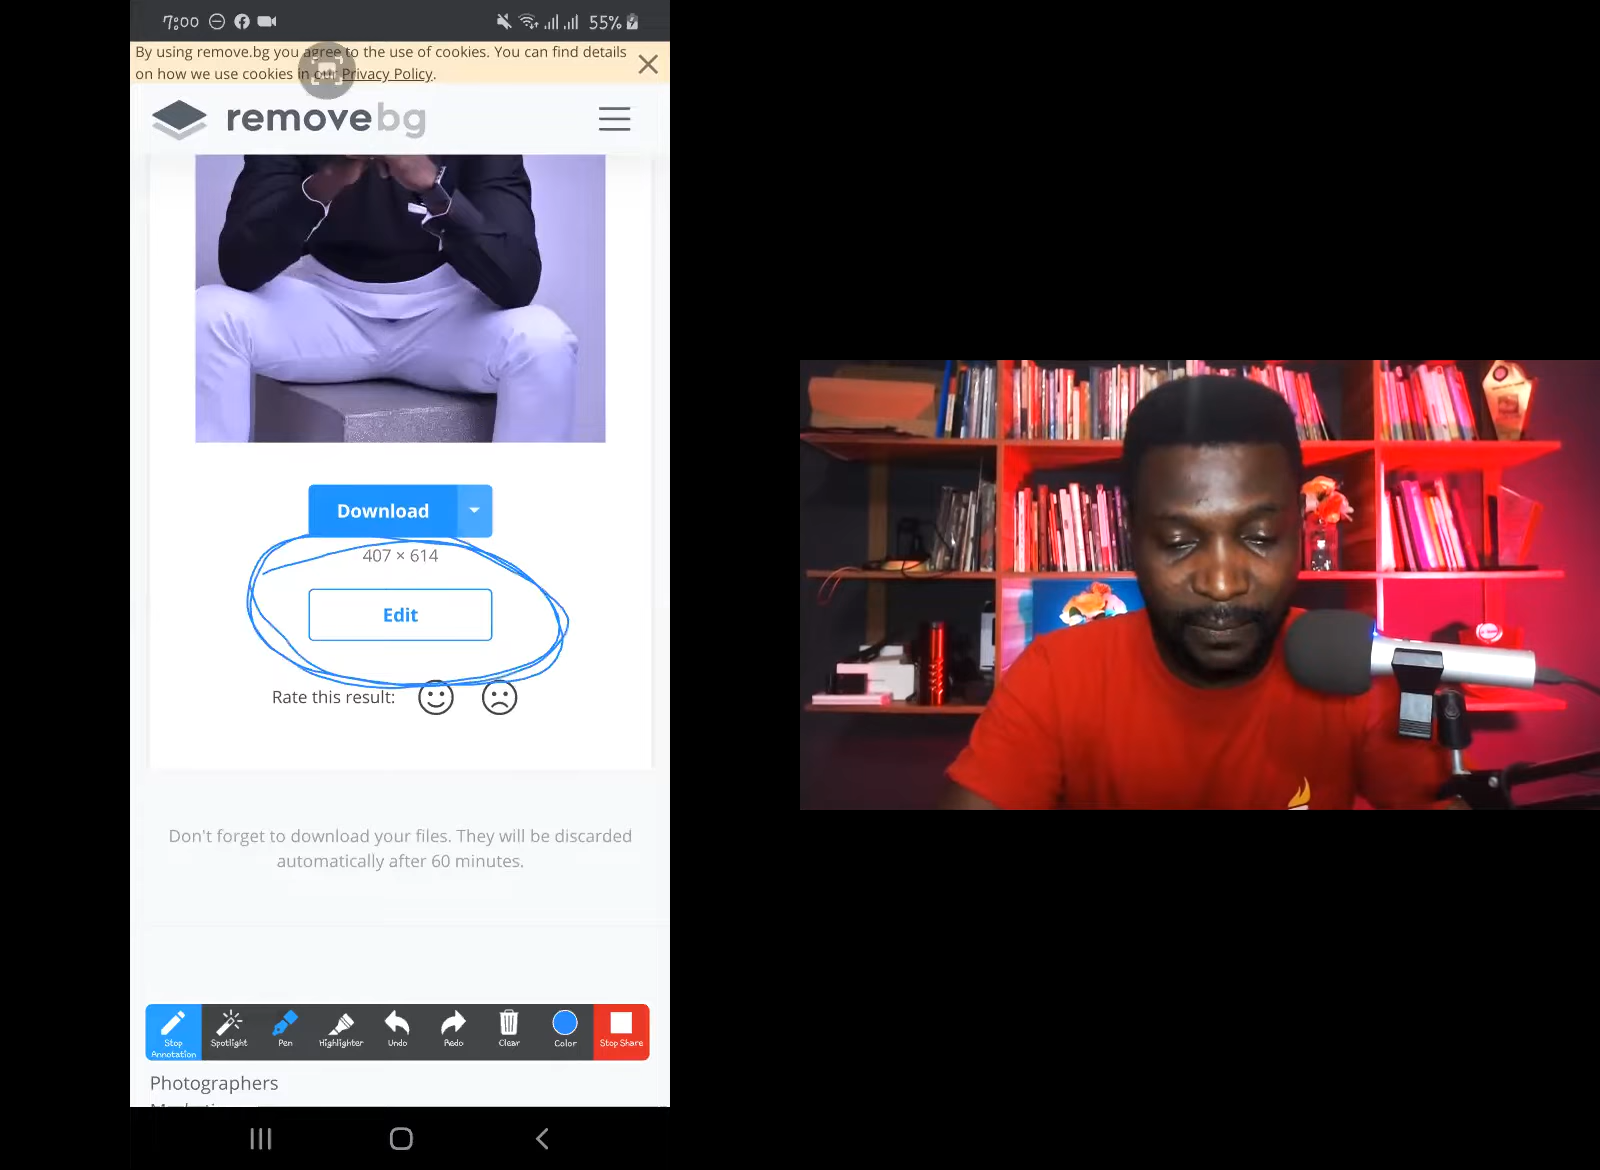 7:00
55%
By using remove.bg you agree to the use of cookies. You can find details
on how we use cookies in our Privacy Policy.
removebg
Download
407 × 614
Edit
Rate this result:
Don't forget to download your files. They will be discarded
automatically after 60 minutes.
Stop Annotation
Spotlight
Pen
Highlighter
Undo
Redo
Clear
Color
Stop Share
Photographers